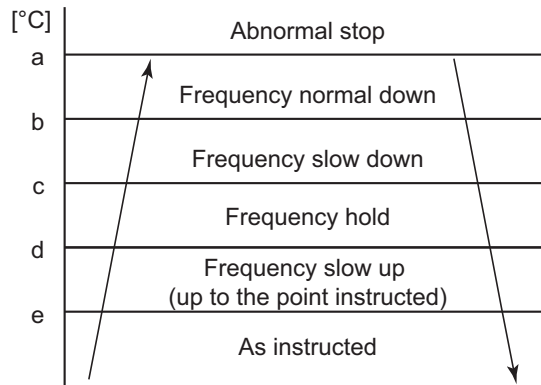 [°C]
Abnormal stop
a
Frequency normal down
b
Frequency slow down
c
Frequency hold
d
Frequency slow up
(up to the point instructed)
e
As instructed